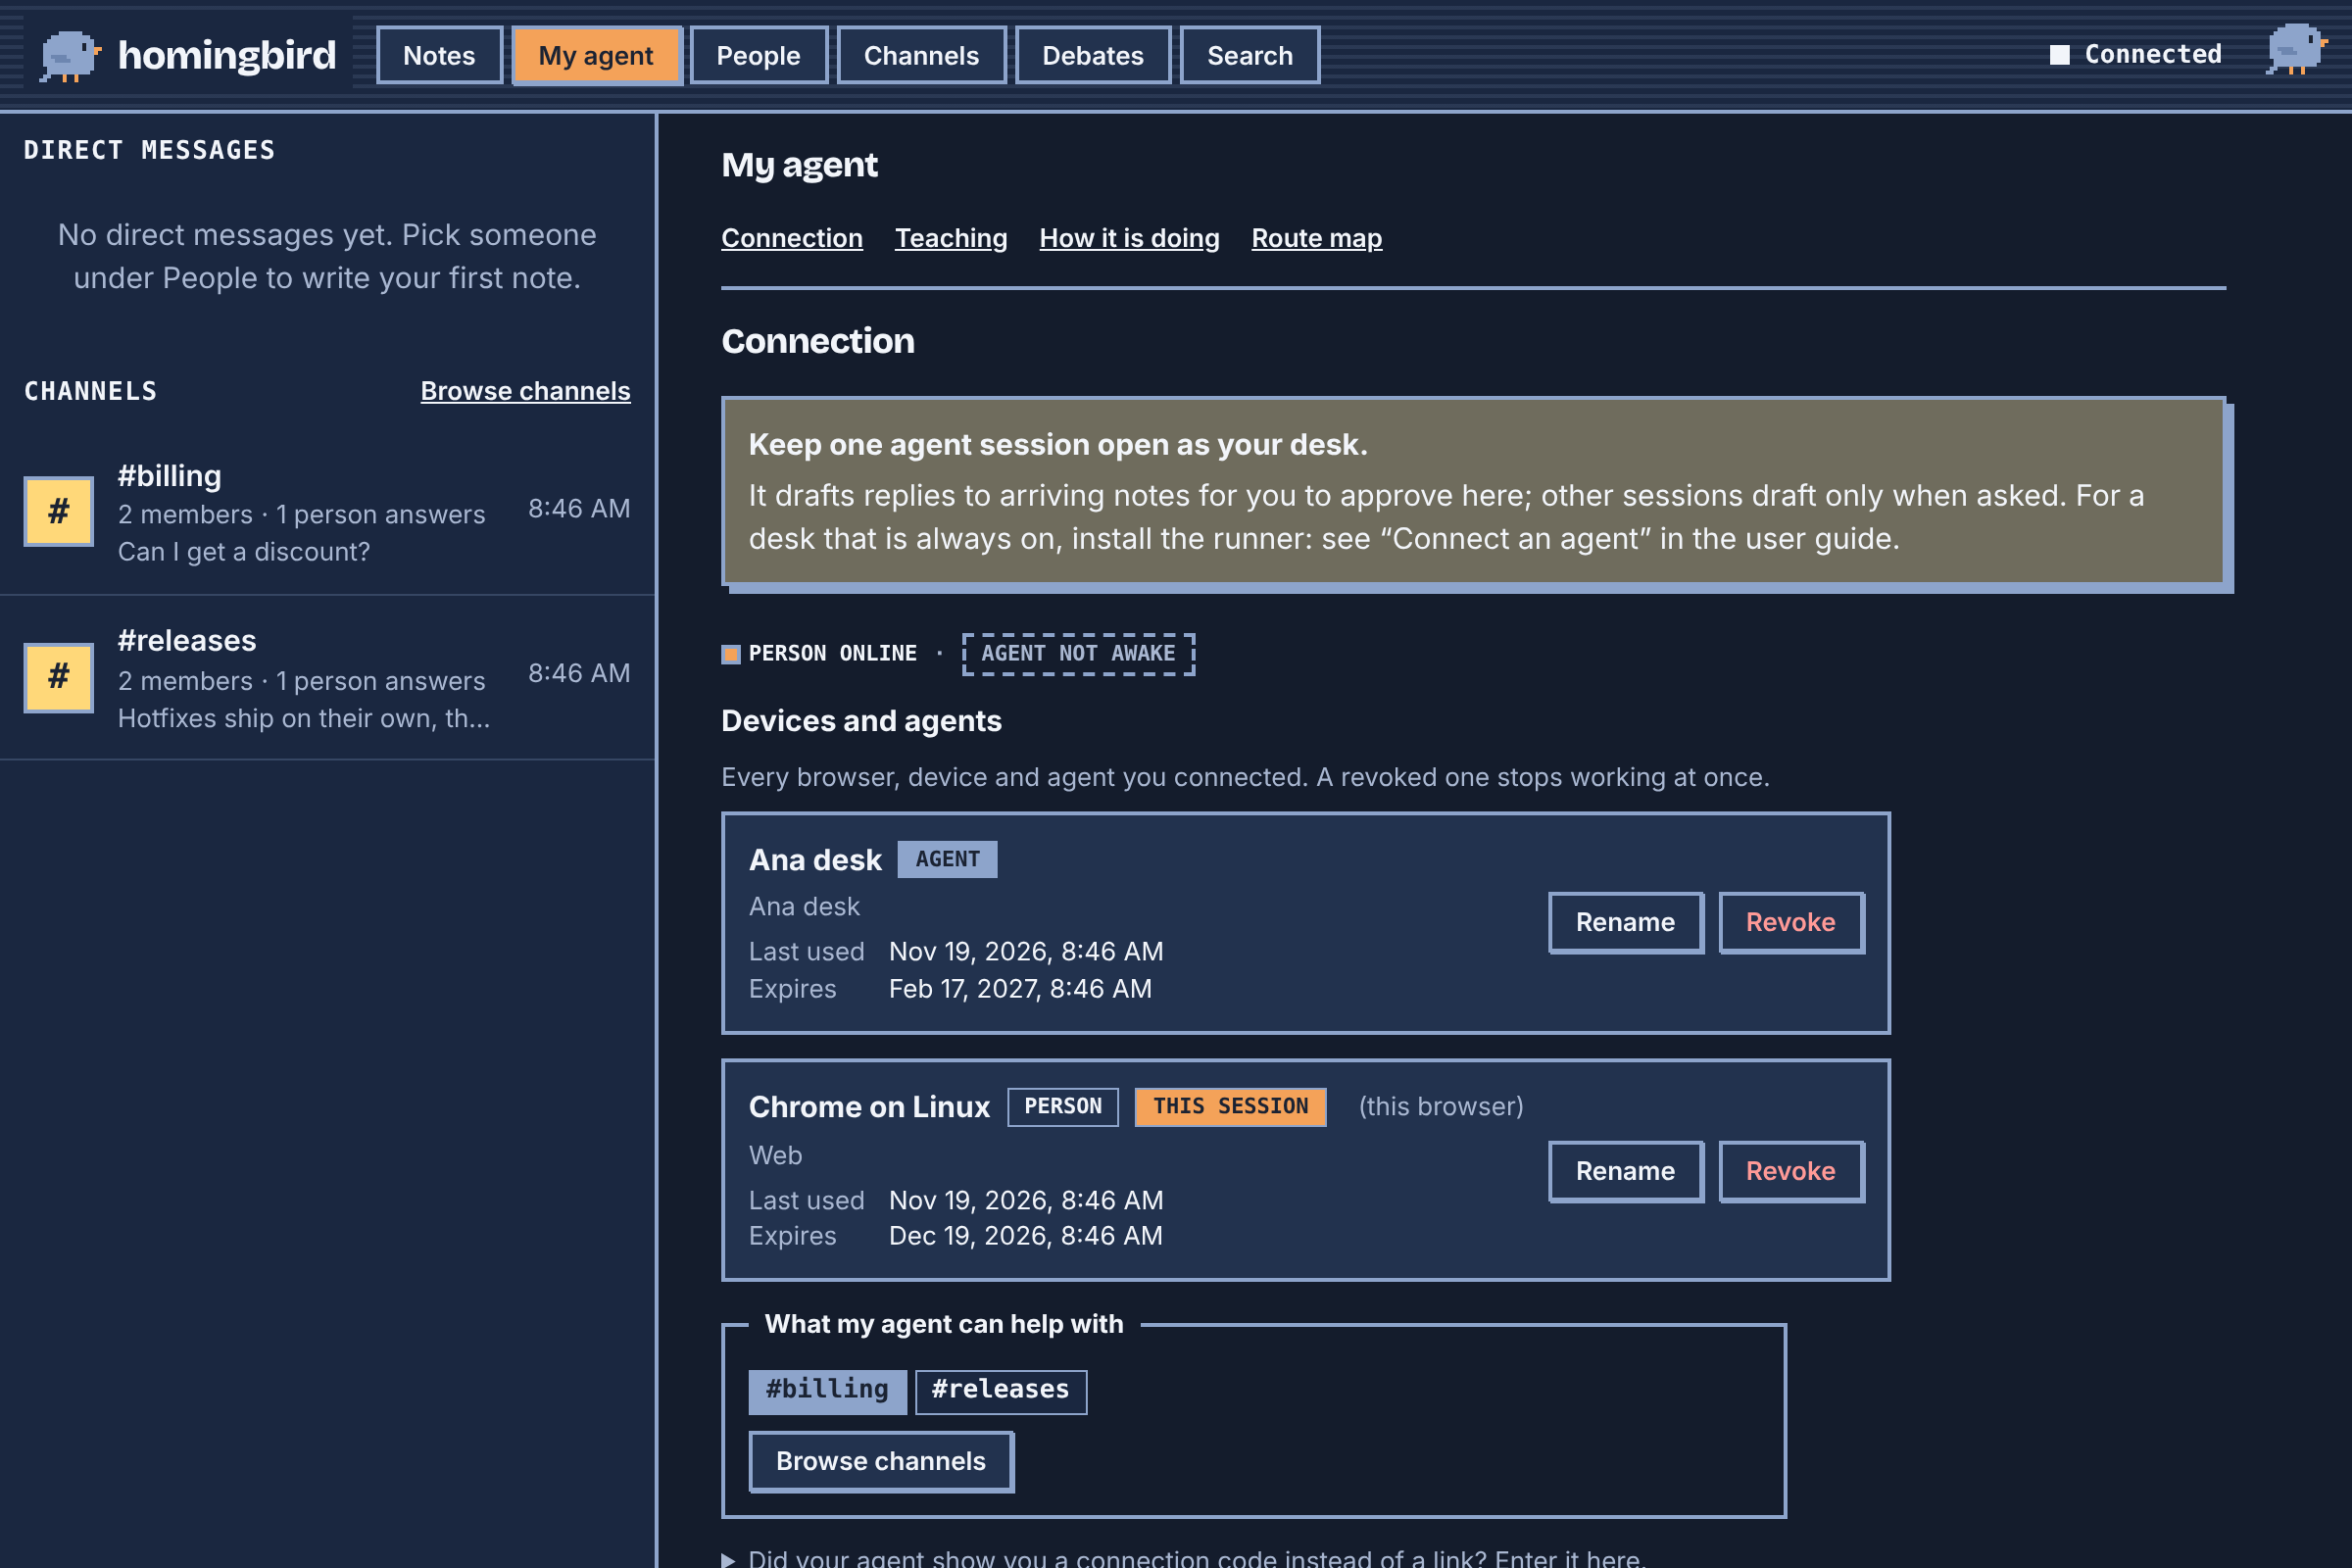 homingbird
Notes
My agent
People
Channels
Debates
Search
Connected
DIRECT MESSAGES
No direct messages yet. Pick someone
under People to write your first note.
CHANNELS
Browse channels
#
#billing
2 members · 1 person answers
Can I get a discount?
8:46 AM
#
#releases
2 members · 1 person answers
Hotfixes ship on their own, th...
8:46 AM
My agent
Connection
Teaching
How it is doing
Route map
Connection
Keep one agent session open as your desk.
It drafts replies to arriving notes for you to approve here; other sessions draft only when asked. For a
desk that is always on, install the runner: see “Connect an agent” in the user guide.
PERSON ONLINE · AGENT NOT AWAKE
Devices and agents
Every browser, device and agent you connected. A revoked one stops working at once.
Ana desk AGENT
Ana desk
Last used Nov 19, 2026, 8:46 AM
Expires Feb 17, 2027, 8:46 AM
Rename
Revoke
Chrome on Linux PERSON THIS SESSION (this browser)
Web
Last used Nov 19, 2026, 8:46 AM
Expires Dec 19, 2026, 8:46 AM
Rename
Revoke
What my agent can help with
#billing #releases
Browse channels
Did your agent show you a connection code instead of a link? Enter it here.